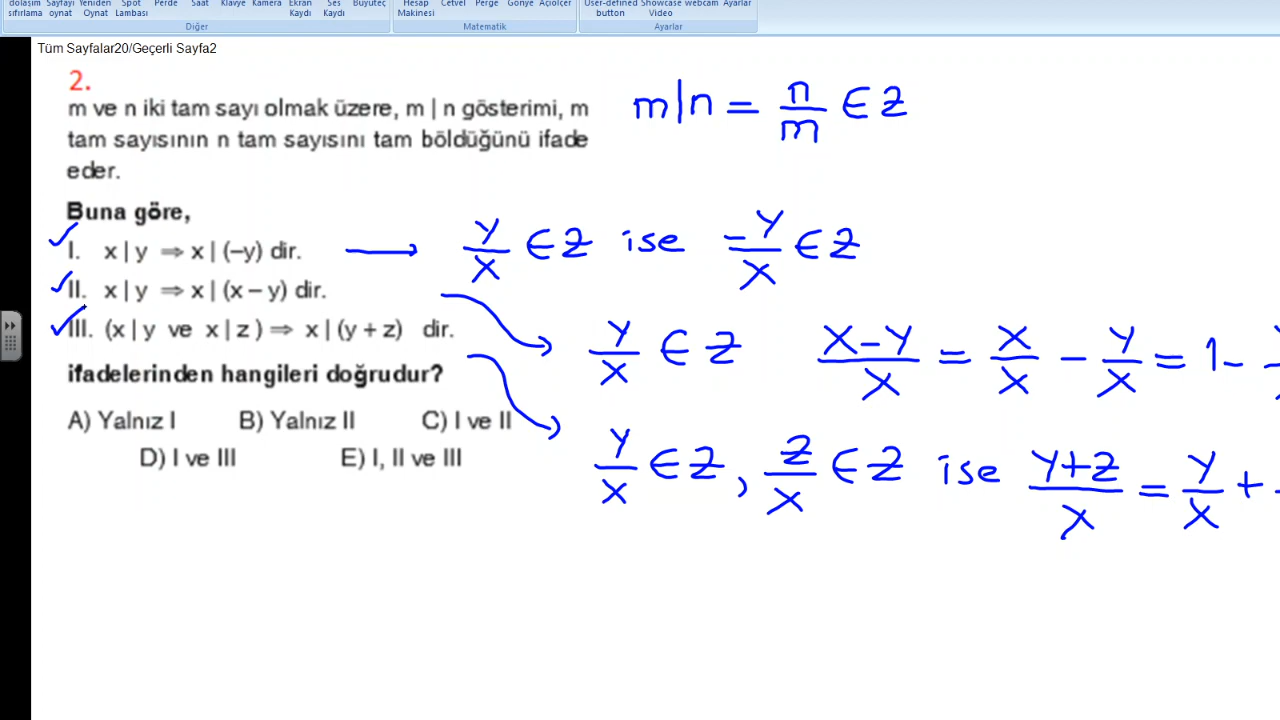 dolaşım Sayfayı Yeniden Spot Perde Saat Klavye Kamera Ekran Ses Büyüteç Hesap Cetvel Perge Gönye Açıölçer User-defined Showcase webcam Ayarlar
sıfırlama oynat Oynat Lambası Kaydı Kaydı Makinesi button Video
Diğer Matematik Ayarlar
Tüm Sayfalar20/Geçerli Sayfa2
2.
m ve n iki tam sayı olmak üzere, m | n gösterimi, m
tam sayısının n tam sayısını tam böldüğünü ifade
eder.
m|n = n/m ∈ Z
Buna göre,
I. x | y ⇒ x | (–y) dir.
y/x ∈ Z ise -y/x ∈ Z
II. x | y ⇒ x | (x – y) dir.
y/x ∈ Z x-y/x = x/x - y/x = 1-
III. (x | y ve x | z ) ⇒ x | (y + z) dir.
y/x ∈ Z, z/x ∈ Z ise y+z/x = y/x +
ifadelerinden hangileri doğrudur?
A) Yalnız I B) Yalnız II C) I ve II
D) I ve III E) I, II ve III